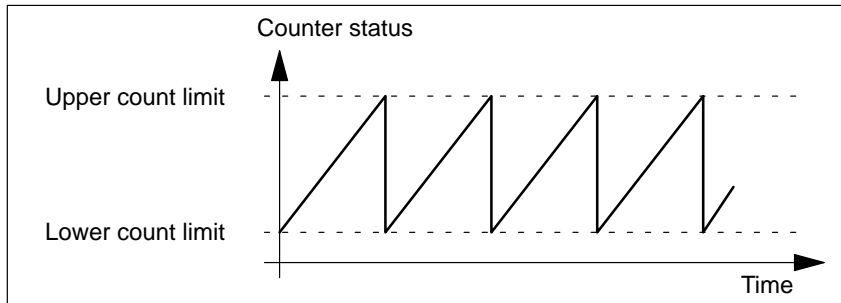 Counter status
Upper count limit
Lower count limit
Time